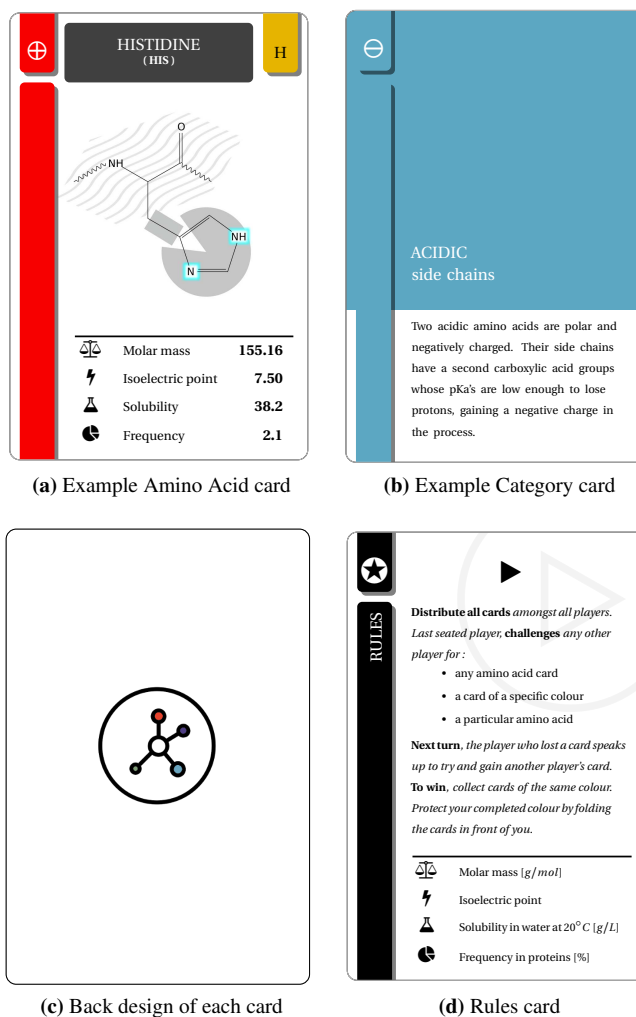 HISTIDINE
(HIS)
H
O
NH
NH
N
Molar mass 155.16
Isoelectric point 7.50
Solubility 38.2
Frequency 2.1
(a) Example Amino Acid card
ACIDIC
side chains
Two acidic amino acids are polar and
negatively charged. Their side chains
have a second carboxylic acid groups
whose pKa's are low enough to lose
protons, gaining a negative charge in
the process.
(b) Example Category card
(c) Back design of each card
RULES
Distribute all cards amongst all players.
Last seated player, challenges any other
player for :
• any amino acid card
• a card of a specific colour
• a particular amino acid
Next turn, the player who lost a card speaks
up to try and gain another player's card.
To win, collect cards of the same colour.
Protect your completed colour by folding
the cards in front of you.
Molar mass [g/mol]
Isoelectric point
Solubility in water at 20°C [g/L]
Frequency in proteins [%]
(d) Rules card